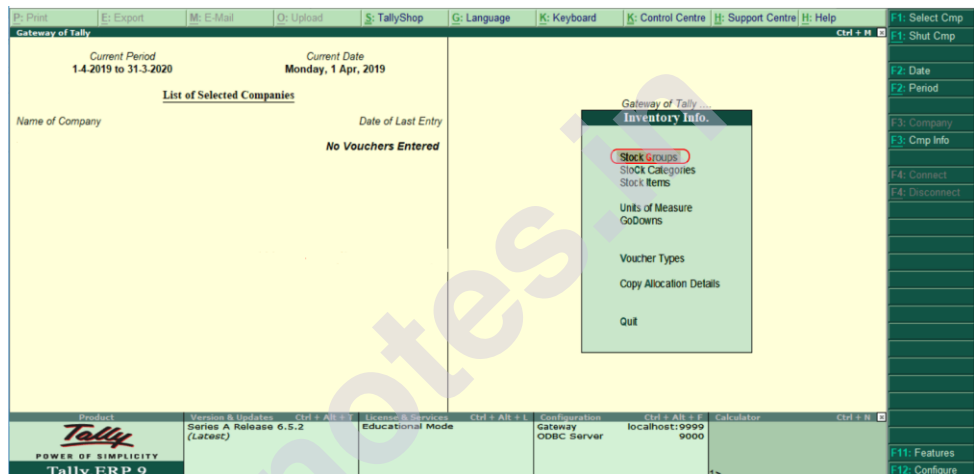 P: Print E: Export M: E-Mail O: Upload S: TallyShop G: Language K: Keyboard K: Control Centre H: Support Centre H: Help F1: Select Cmp
Gateway of Tally Ctrl + M
F1: Shut Cmp
Current Period Current Date
1-4-2019 to 31-3-2020 Monday, 1 Apr, 2019
List of Selected Companies
Name of Company Date of Last Entry
No Vouchers Entered
Gateway of Tally ....
Inventory Info.
Stock Groups
StoCk Categories
Stock Items
Units of Measure
GoDowns
Voucher Types
Copy Allocation Details
Quit
F2: Date
F2: Period
F3: Company
F3: Cmp Info
F4: Connect
F4: Disconnect
F11: Features
F12: Configure
Product Version & Updates Ctrl + Alt + T License & Services Ctrl + Alt + L Configuration Ctrl + Alt + F Calculator Ctrl + N
Tally
POWER OF SIMPLICITY
Tally ERP 9
Series A Release 6.5.2
(Latest)
Educational Mode
Gateway localhost:9999
ODBC Server 9000
1>
notes.in